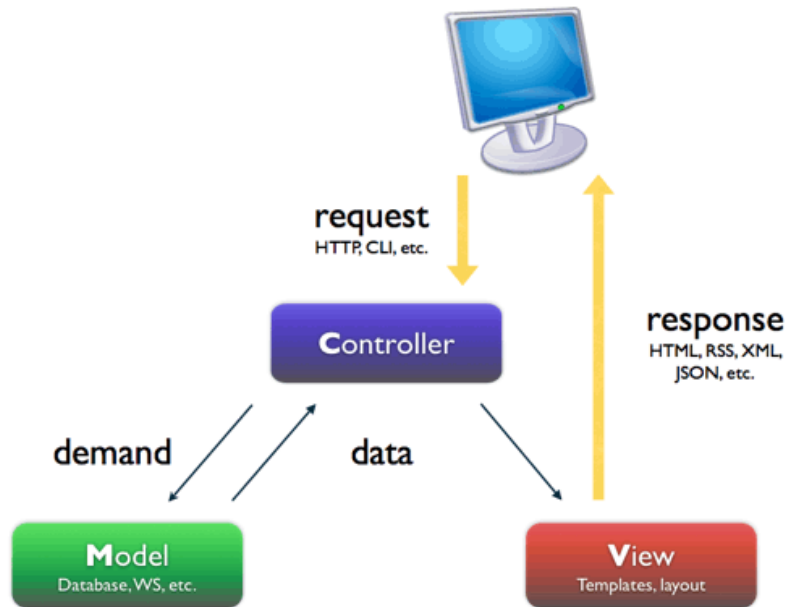 request
HTTP, CLI, etc.
Controller
response
HTML, RSS, XML,
JSON, etc.
demand
data
Model
Database, WS, etc.
View
Templates, layout